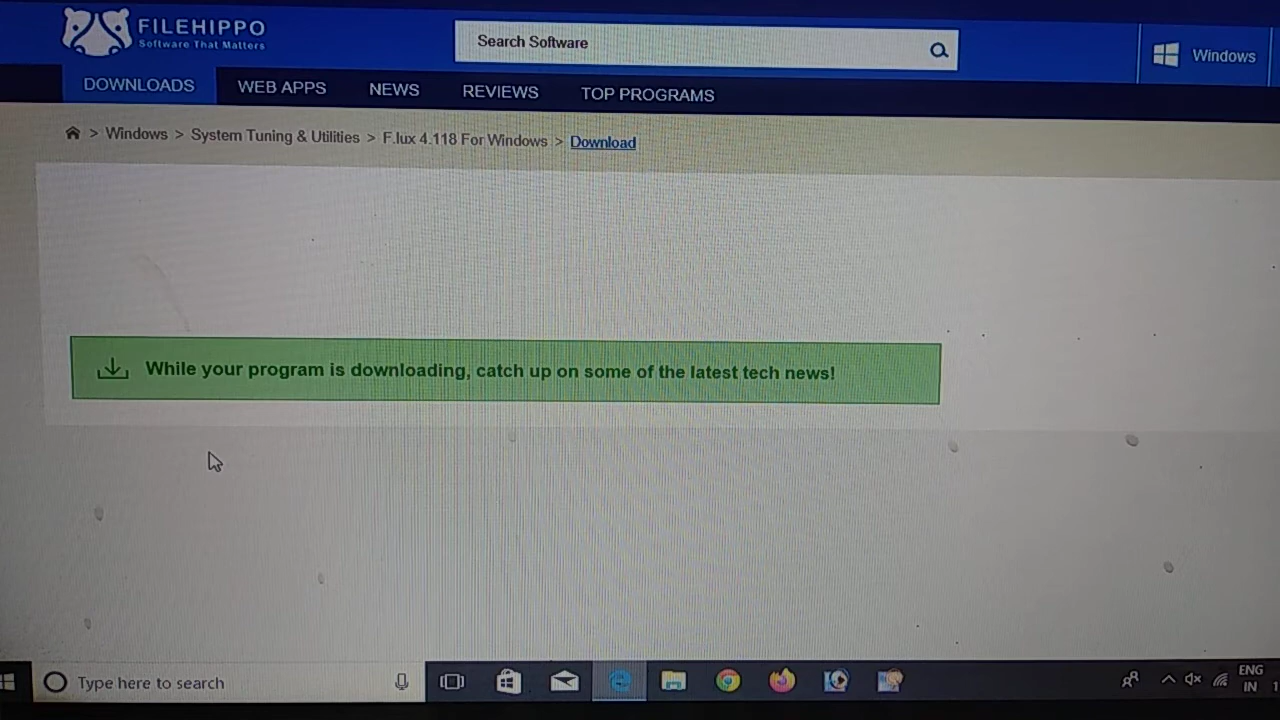 FILEHIPPO
Software That Matters
Search Software
Windows
DOWNLOADS WEB APPS NEWS REVIEWS TOP PROGRAMS
> Windows > System Tuning & Utilities > F.lux 4.118 For Windows > Download
While your program is downloading, catch up on some of the latest tech news!
Type here to search
ENG
IN